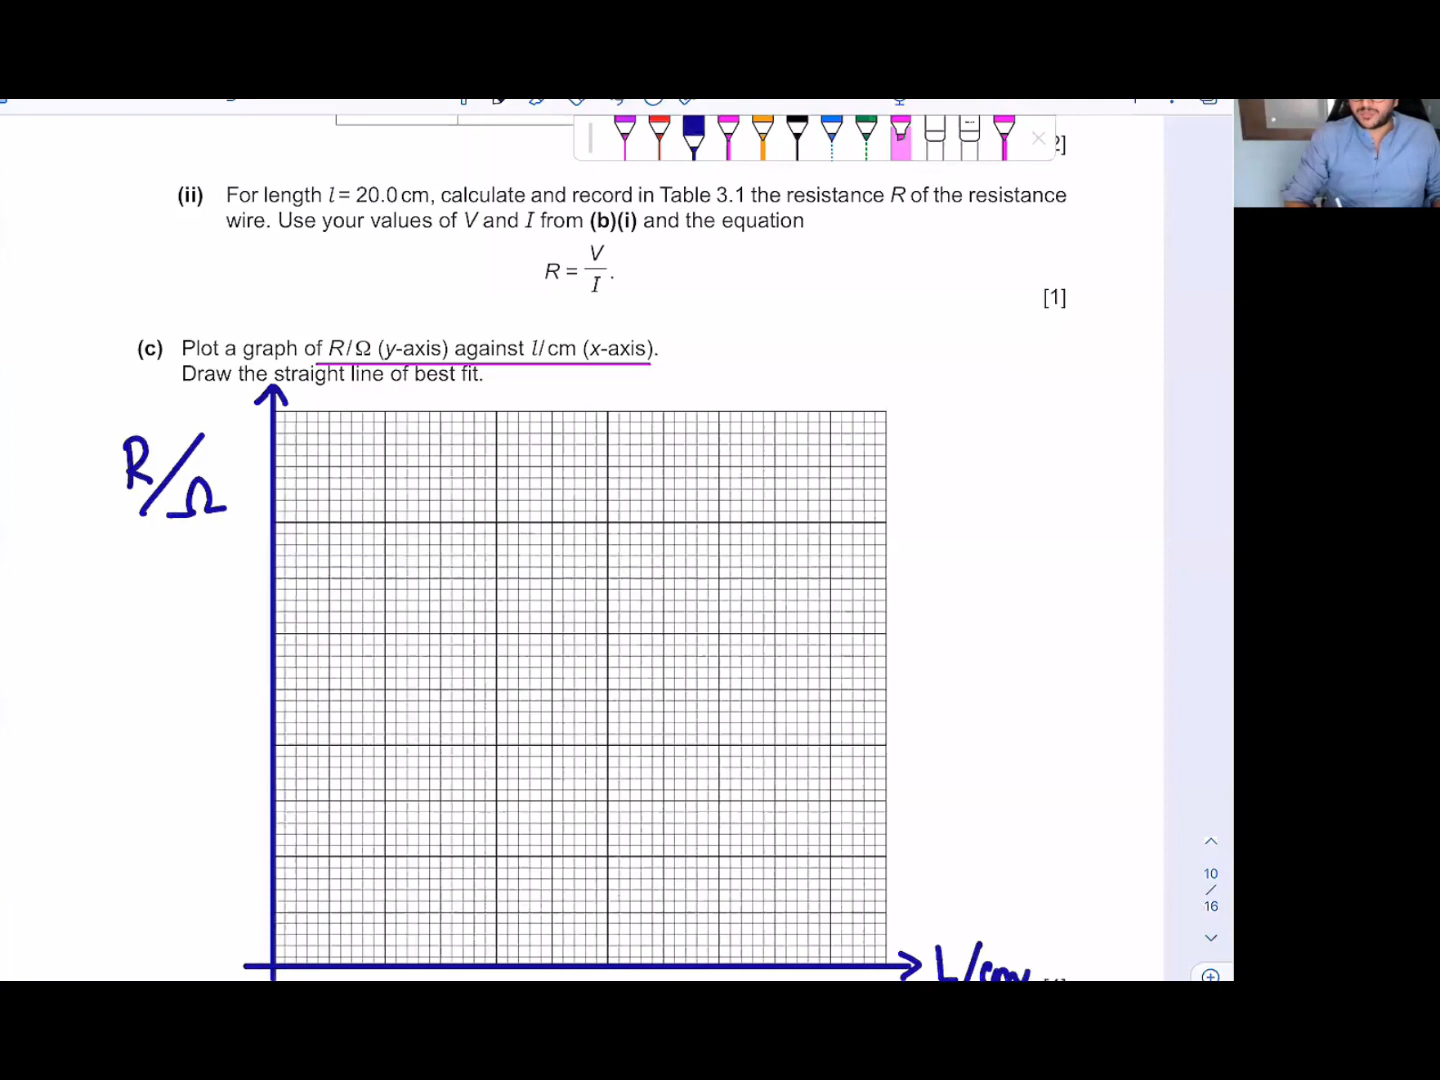 2]
(ii) For length l = 20.0 cm, calculate and record in Table 3.1 the resistance R of the resistance
wire. Use your values of V and I from (b)(i) and the equation
R = V / I .
[1]
(c) Plot a graph of R/Ω (y-axis) against l/cm (x-axis).
Draw the straight line of best fit.
R/Ω
L/cm
10
/
16